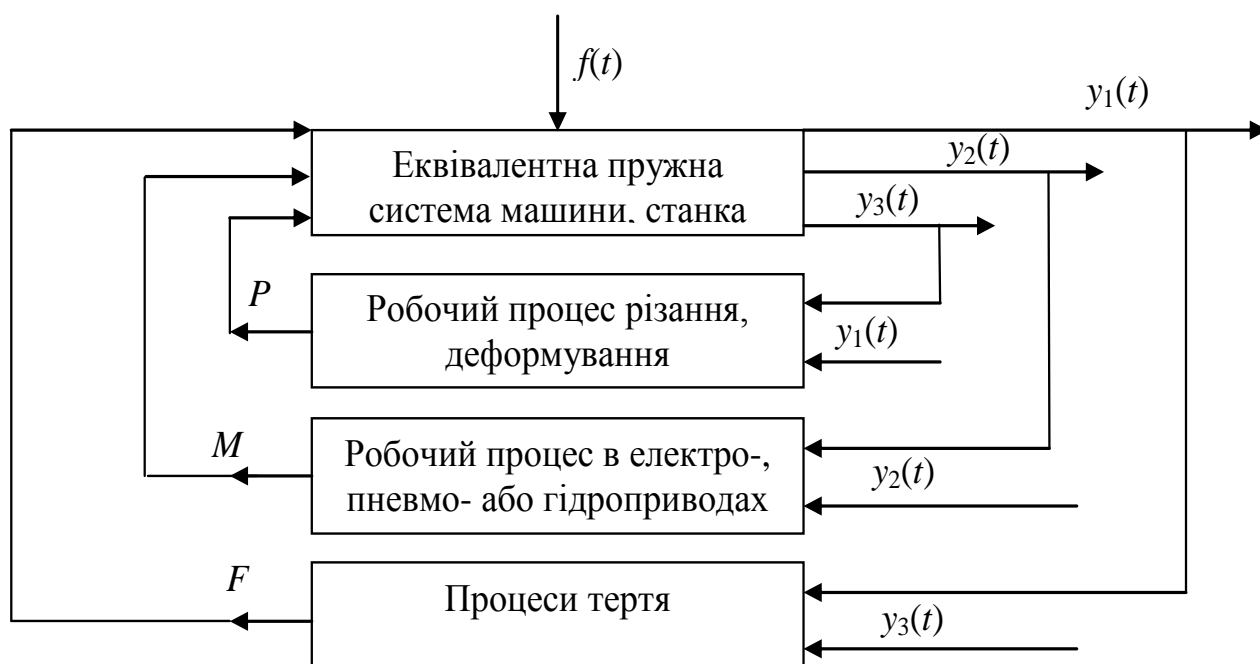 f(t)
y₁(t)
Еквівалентна пружна
система машини, станка
y₂(t)
y₃(t)
P
Робочий процес різання,
деформування
y₁(t)
M
Робочий процес в електро-,
пневмо- або гідроприводах
y₂(t)
F
Процеси тертя
y₃(t)